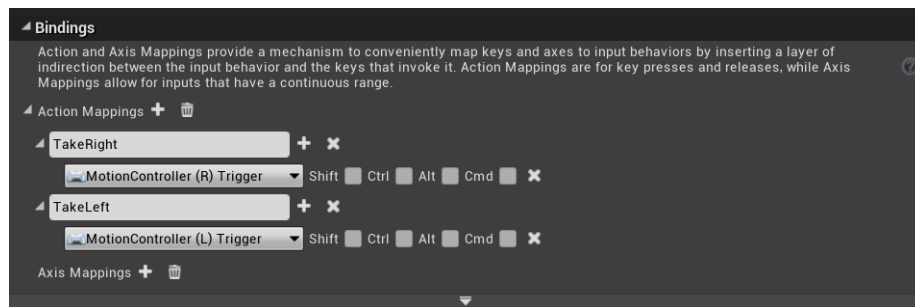 Bindings
Action and Axis Mappings provide a mechanism to conveniently map keys and axes to input behaviors by inserting a layer of
indirection between the input behavior and the keys that invoke it. Action Mappings are for key presses and releases, while Axis
Mappings allow for inputs that have a continuous range.
Action Mappings
TakeRight
MotionController (R) Trigger Shift Ctrl Alt Cmd
TakeLeft
MotionController (L) Trigger Shift Ctrl Alt Cmd
Axis Mappings